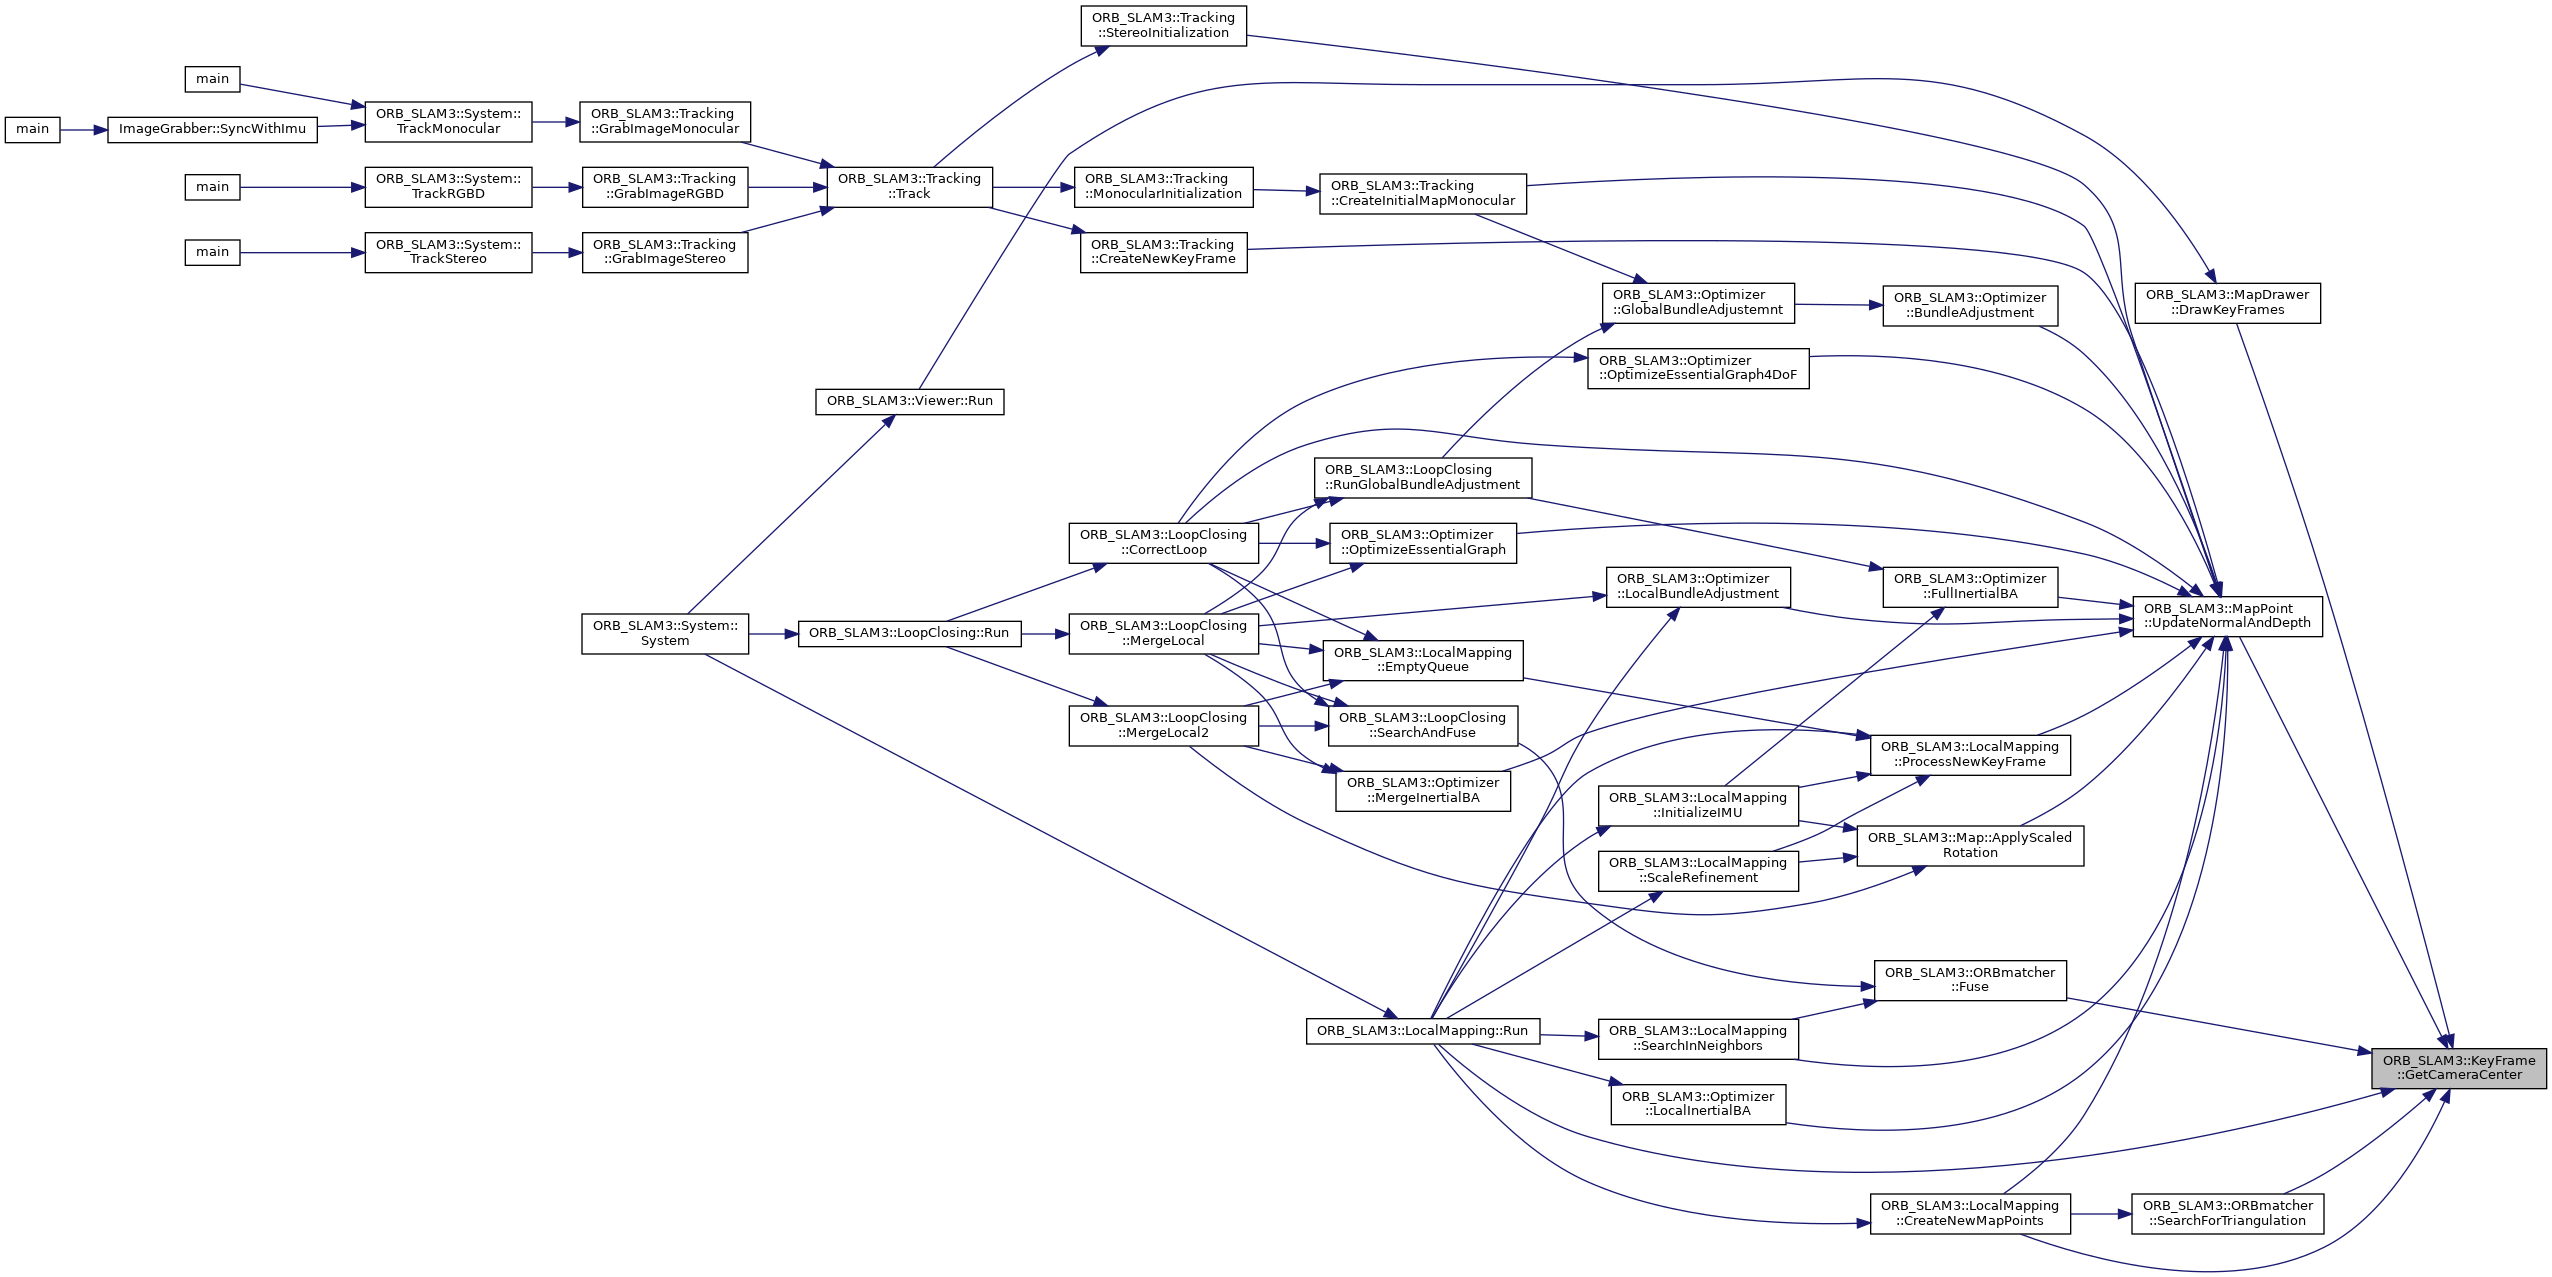 ORB_SLAM3::Tracking
::StereoInitialization
main
ORB_SLAM3::System::
TrackMonocular
ORB_SLAM3::Tracking
::GrabImageMonocular
main
ImageGrabber::SyncWithImu
main
ORB_SLAM3::System::
TrackRGBD
ORB_SLAM3::Tracking
::GrabImageRGBD
ORB_SLAM3::Tracking
::Track
ORB_SLAM3::Tracking
::MonocularInitialization
ORB_SLAM3::Tracking
::CreateInitialMapMonocular
main
ORB_SLAM3::System::
TrackStereo
ORB_SLAM3::Tracking
::GrabImageStereo
ORB_SLAM3::Tracking
::CreateNewKeyFrame
ORB_SLAM3::Optimizer
::GlobalBundleAdjustemnt
ORB_SLAM3::Optimizer
::BundleAdjustment
ORB_SLAM3::MapDrawer
::DrawKeyFrames
ORB_SLAM3::Optimizer
::OptimizeEssentialGraph4DoF
ORB_SLAM3::Viewer::Run
ORB_SLAM3::LoopClosing
::RunGlobalBundleAdjustment
ORB_SLAM3::LoopClosing
::CorrectLoop
ORB_SLAM3::Optimizer
::OptimizeEssentialGraph
ORB_SLAM3::Optimizer
::LocalBundleAdjustment
ORB_SLAM3::Optimizer
::FullInertialBA
ORB_SLAM3::MapPoint
::UpdateNormalAndDepth
ORB_SLAM3::System::
System
ORB_SLAM3::LoopClosing::Run
ORB_SLAM3::LoopClosing
::MergeLocal
ORB_SLAM3::LocalMapping
::EmptyQueue
ORB_SLAM3::LoopClosing
::MergeLocal2
ORB_SLAM3::LoopClosing
::SearchAndFuse
ORB_SLAM3::LocalMapping
::ProcessNewKeyFrame
ORB_SLAM3::Optimizer
::MergeInertialBA
ORB_SLAM3::LocalMapping
::InitializeIMU
ORB_SLAM3::Map::ApplyScaled
Rotation
ORB_SLAM3::LocalMapping
::ScaleRefinement
ORB_SLAM3::ORBmatcher
::Fuse
ORB_SLAM3::LocalMapping::Run
ORB_SLAM3::LocalMapping
::SearchInNeighbors
ORB_SLAM3::KeyFrame
::GetCameraCenter
ORB_SLAM3::Optimizer
::LocalInertialBA
ORB_SLAM3::LocalMapping
::CreateNewMapPoints
ORB_SLAM3::ORBmatcher
::SearchForTriangulation